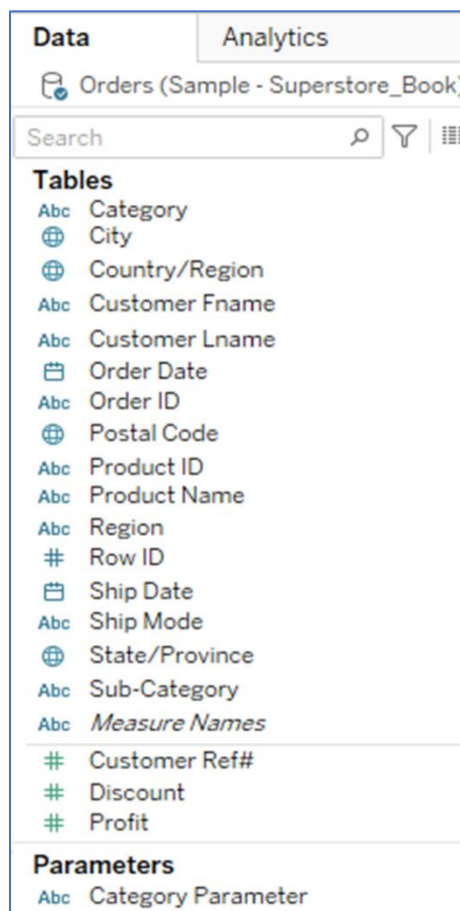 Data Analytics
Orders (Sample - Superstore_Book)
Search
Tables
Abc Category
City
Country/Region
Abc Customer Fname
Abc Customer Lname
Order Date
Abc Order ID
Postal Code
Abc Product ID
Abc Product Name
Abc Region
# Row ID
Ship Date
Abc Ship Mode
State/Province
Abc Sub-Category
Abc Measure Names
# Customer Ref#
# Discount
# Profit
Parameters
Abc Category Parameter